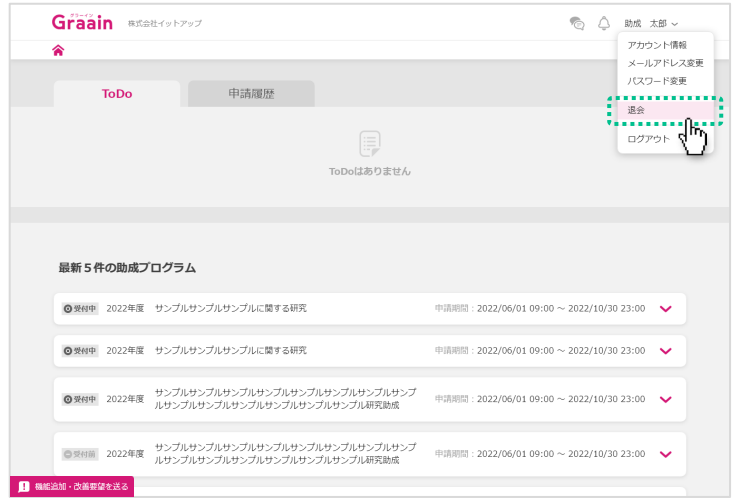 グラーイン
Graain 株式会社イットアップ 助成 太郎
アカウント情報
メールアドレス変更
パスワード変更
退会
ログアウト
ToDo 申請履歴
ToDoはありません
最新５件の助成プログラム
受付中 2022年度 サンプルサンプルサンプルに関する研究 申請期間：2022/06/01 09:00 ～ 2022/10/30 23:00
受付中 2022年度 サンプルサンプルサンプルに関する研究 申請期間：2022/06/01 09:00 ～ 2022/10/30 23:00
受付中 2022年度 サンプルサンプルサンプルサンプルサンプルサンプルサンプルサンプ
ルサンプルサンプルサンプルサンプルサンプルサンプル研究助成 申請期間：2022/06/01 09:00 ～ 2022/10/30 23:00
受付前 2022年度 サンプルサンプルサンプルサンプルサンプルサンプルサンプルサンプ
ルサンプルサンプルサンプルサンプルサンプルサンプル研究助成 申請期間：2022/06/01 09:00 ～ 2022/10/30 23:00
機能追加・改善要望を送る